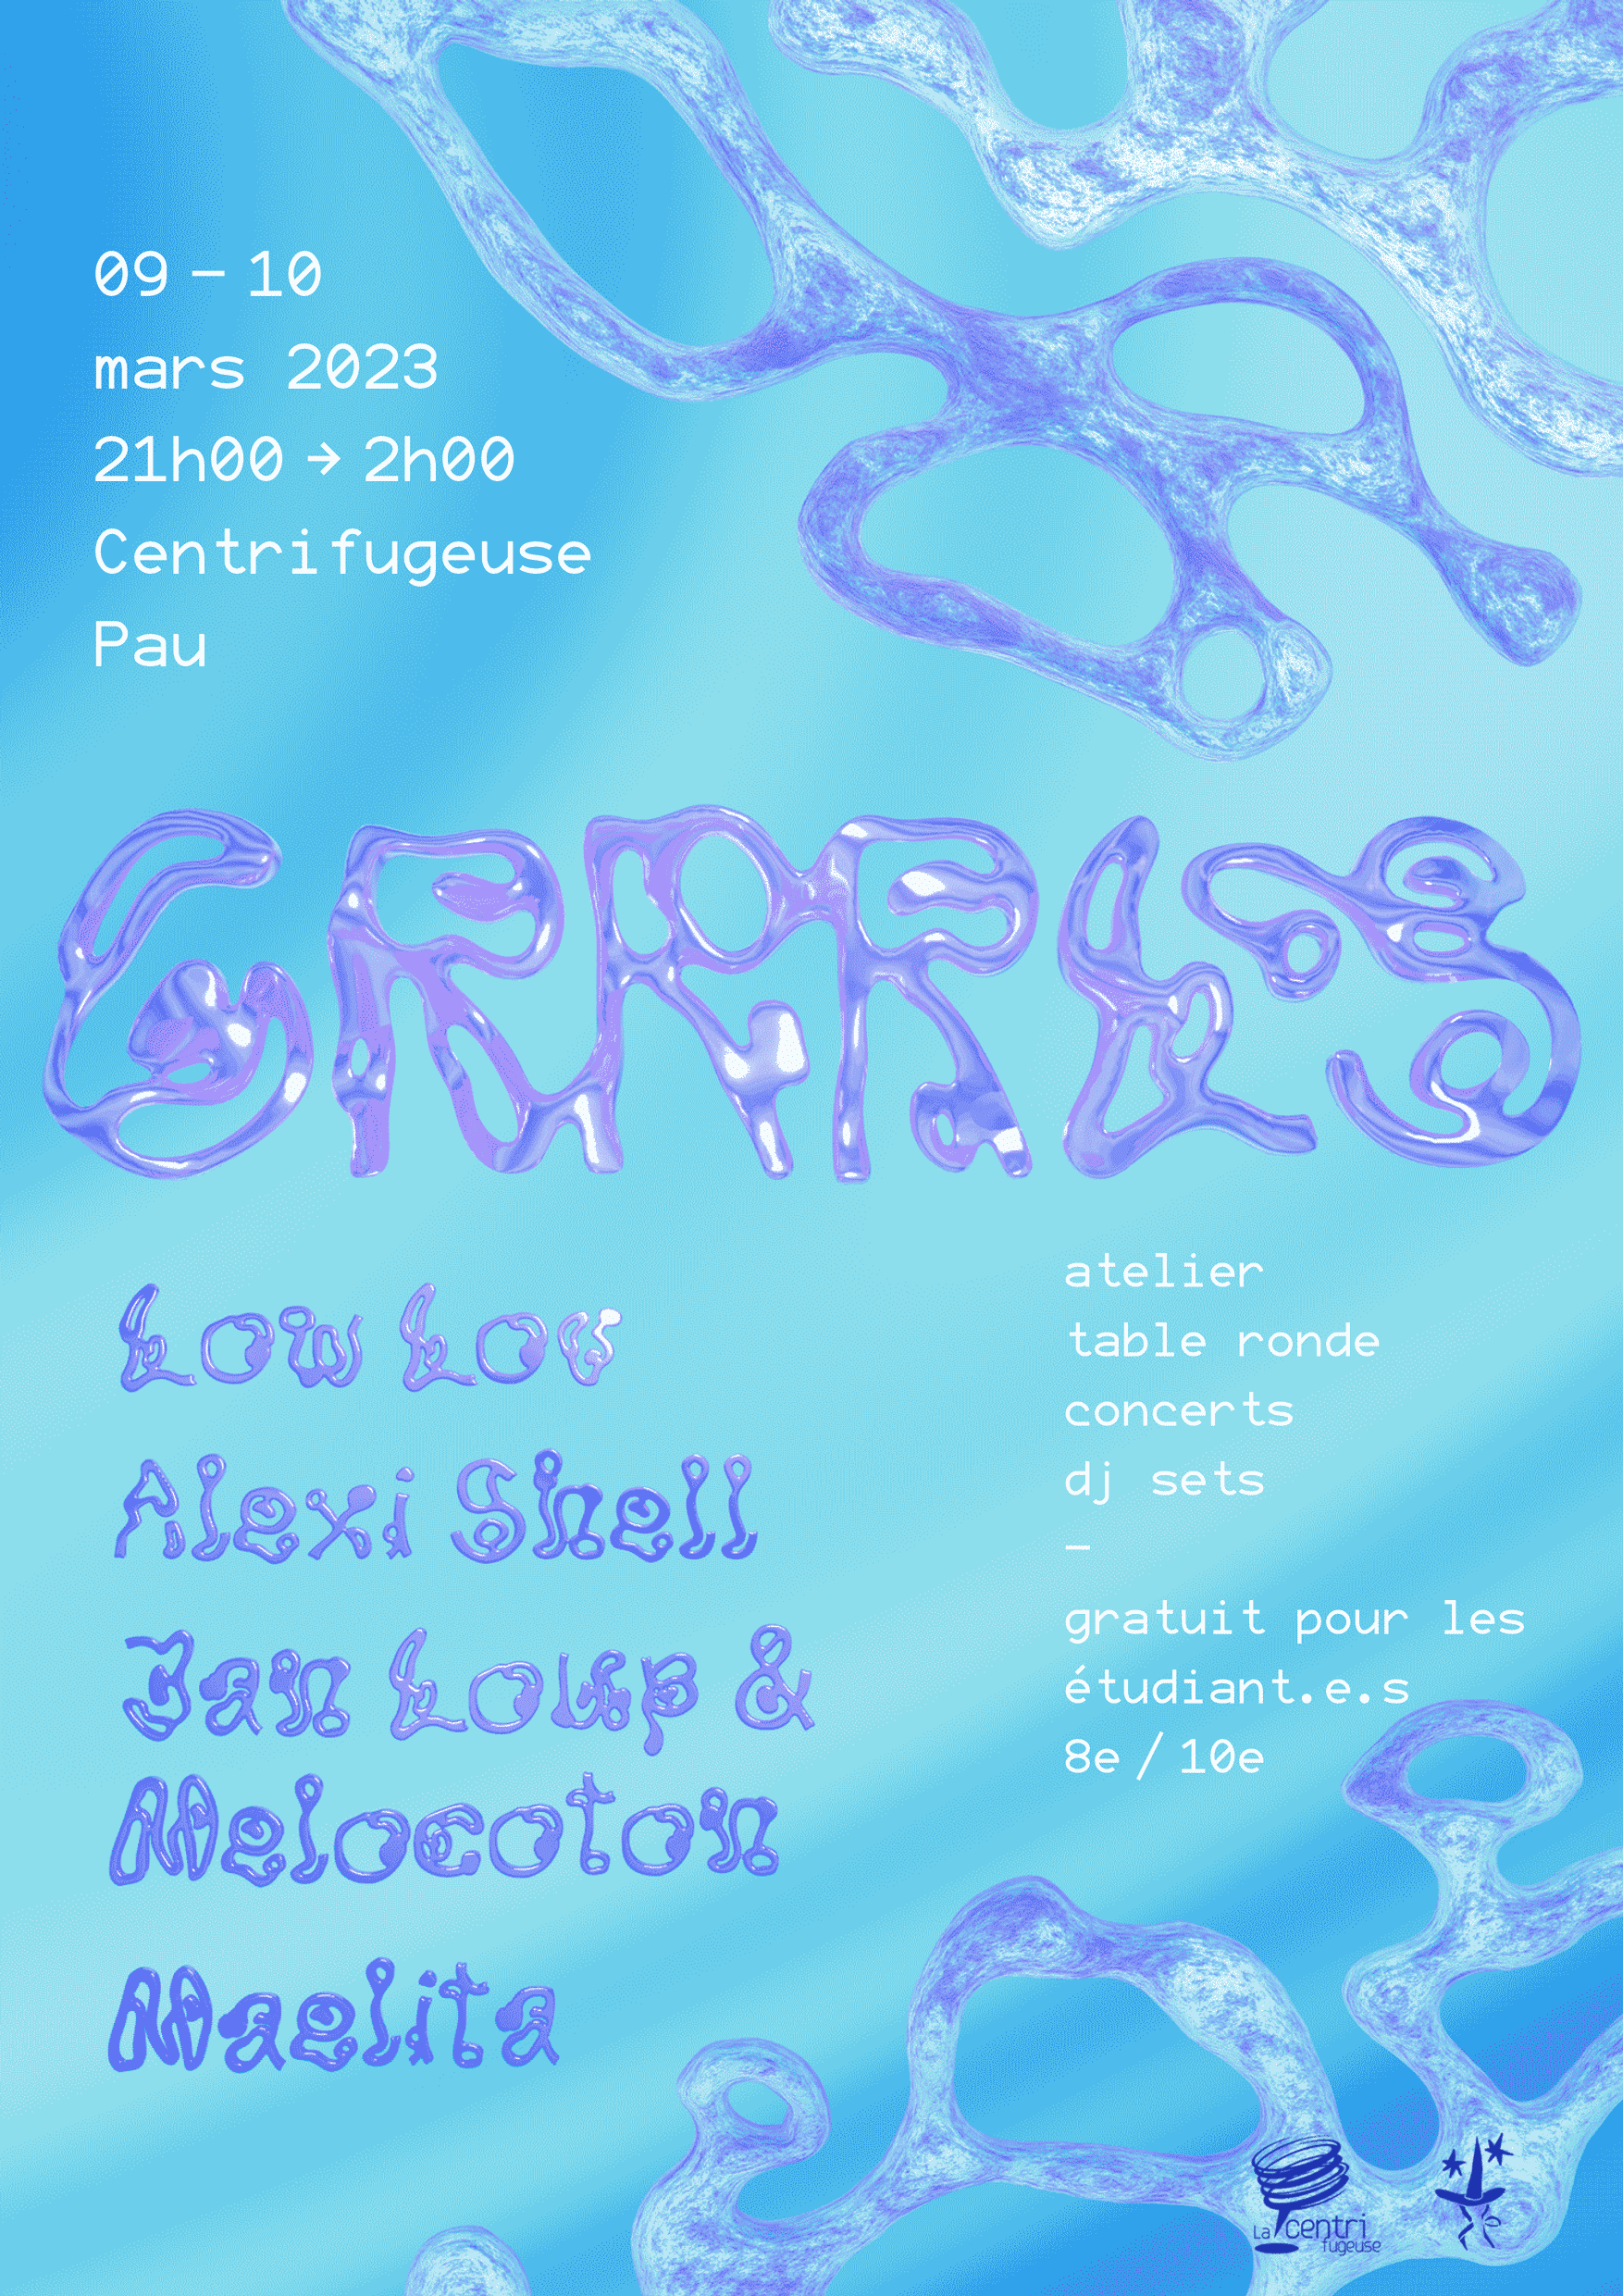 09 — 10
mars 2023
21h00 → 2h00
Centrifugeuse
Pau
GRRRLS
Low Lov
Alexi Shell
Jan Loup &
Melocoton
Maelita
atelier
table ronde
concerts
dj sets
—
gratuit pour les
étudiant.e.s
8e / 10e
La centri
fugeuse